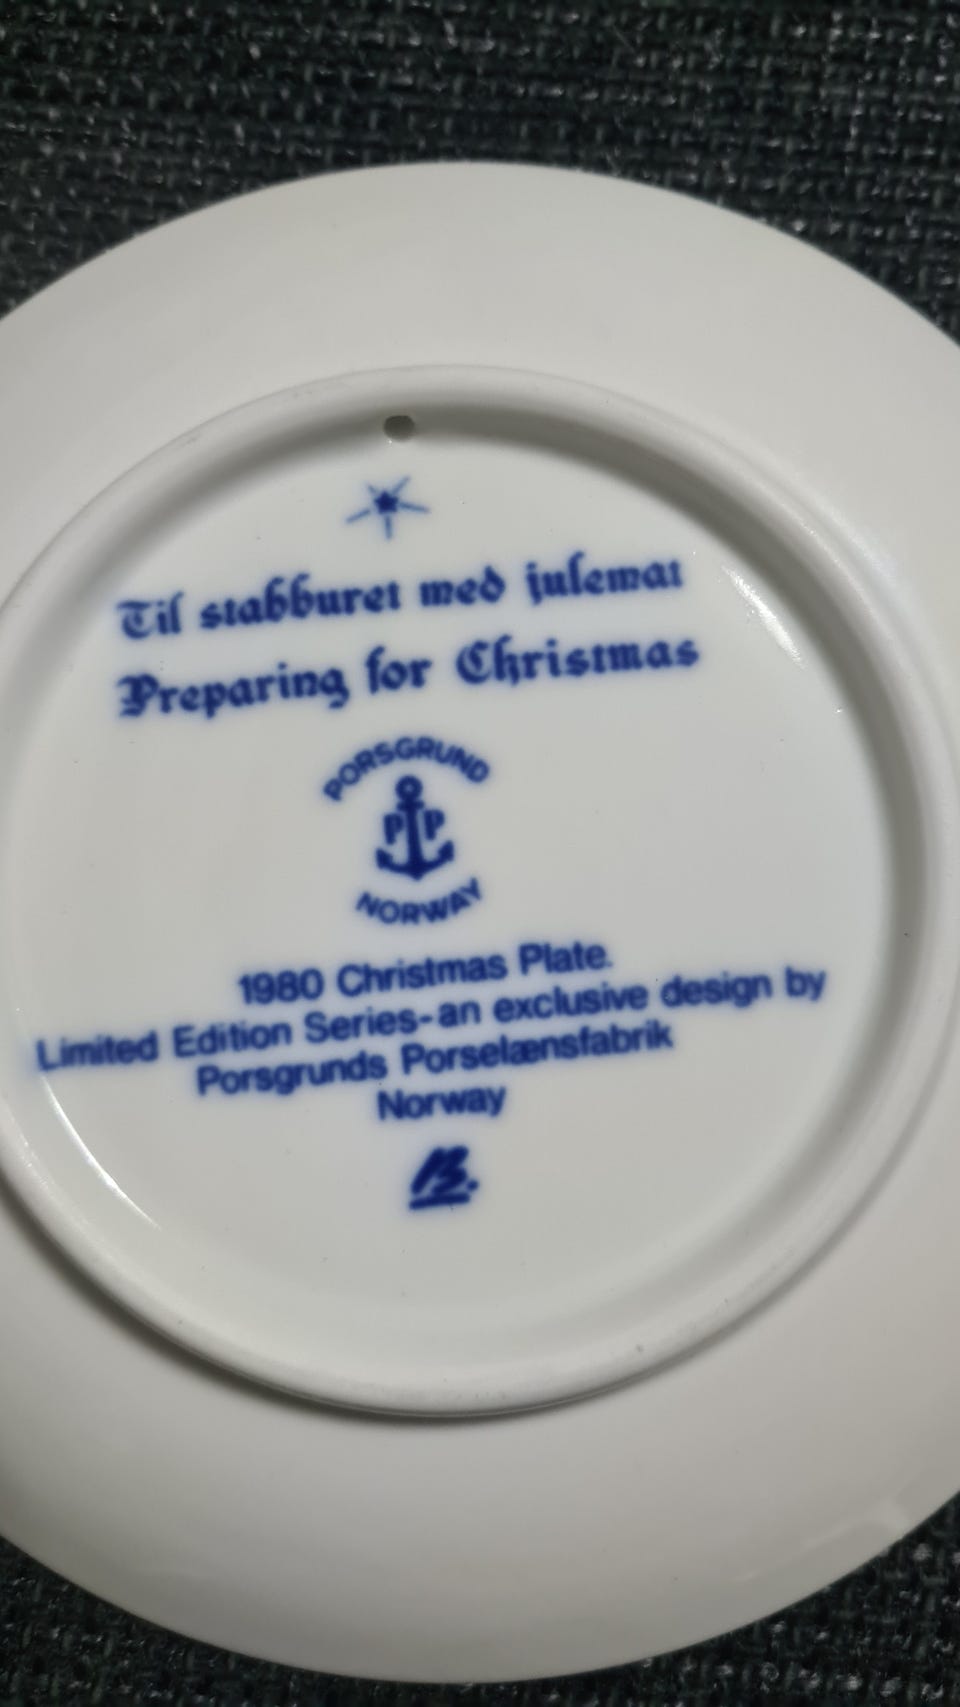 Til stabburet med julemat
Preparing for Christmas
PORSGRUND
PP
NORWAY
1980 Christmas Plate.
Limited Edition Series-an exclusive design by
Porsgrunds Porselænsfabrik
Norway